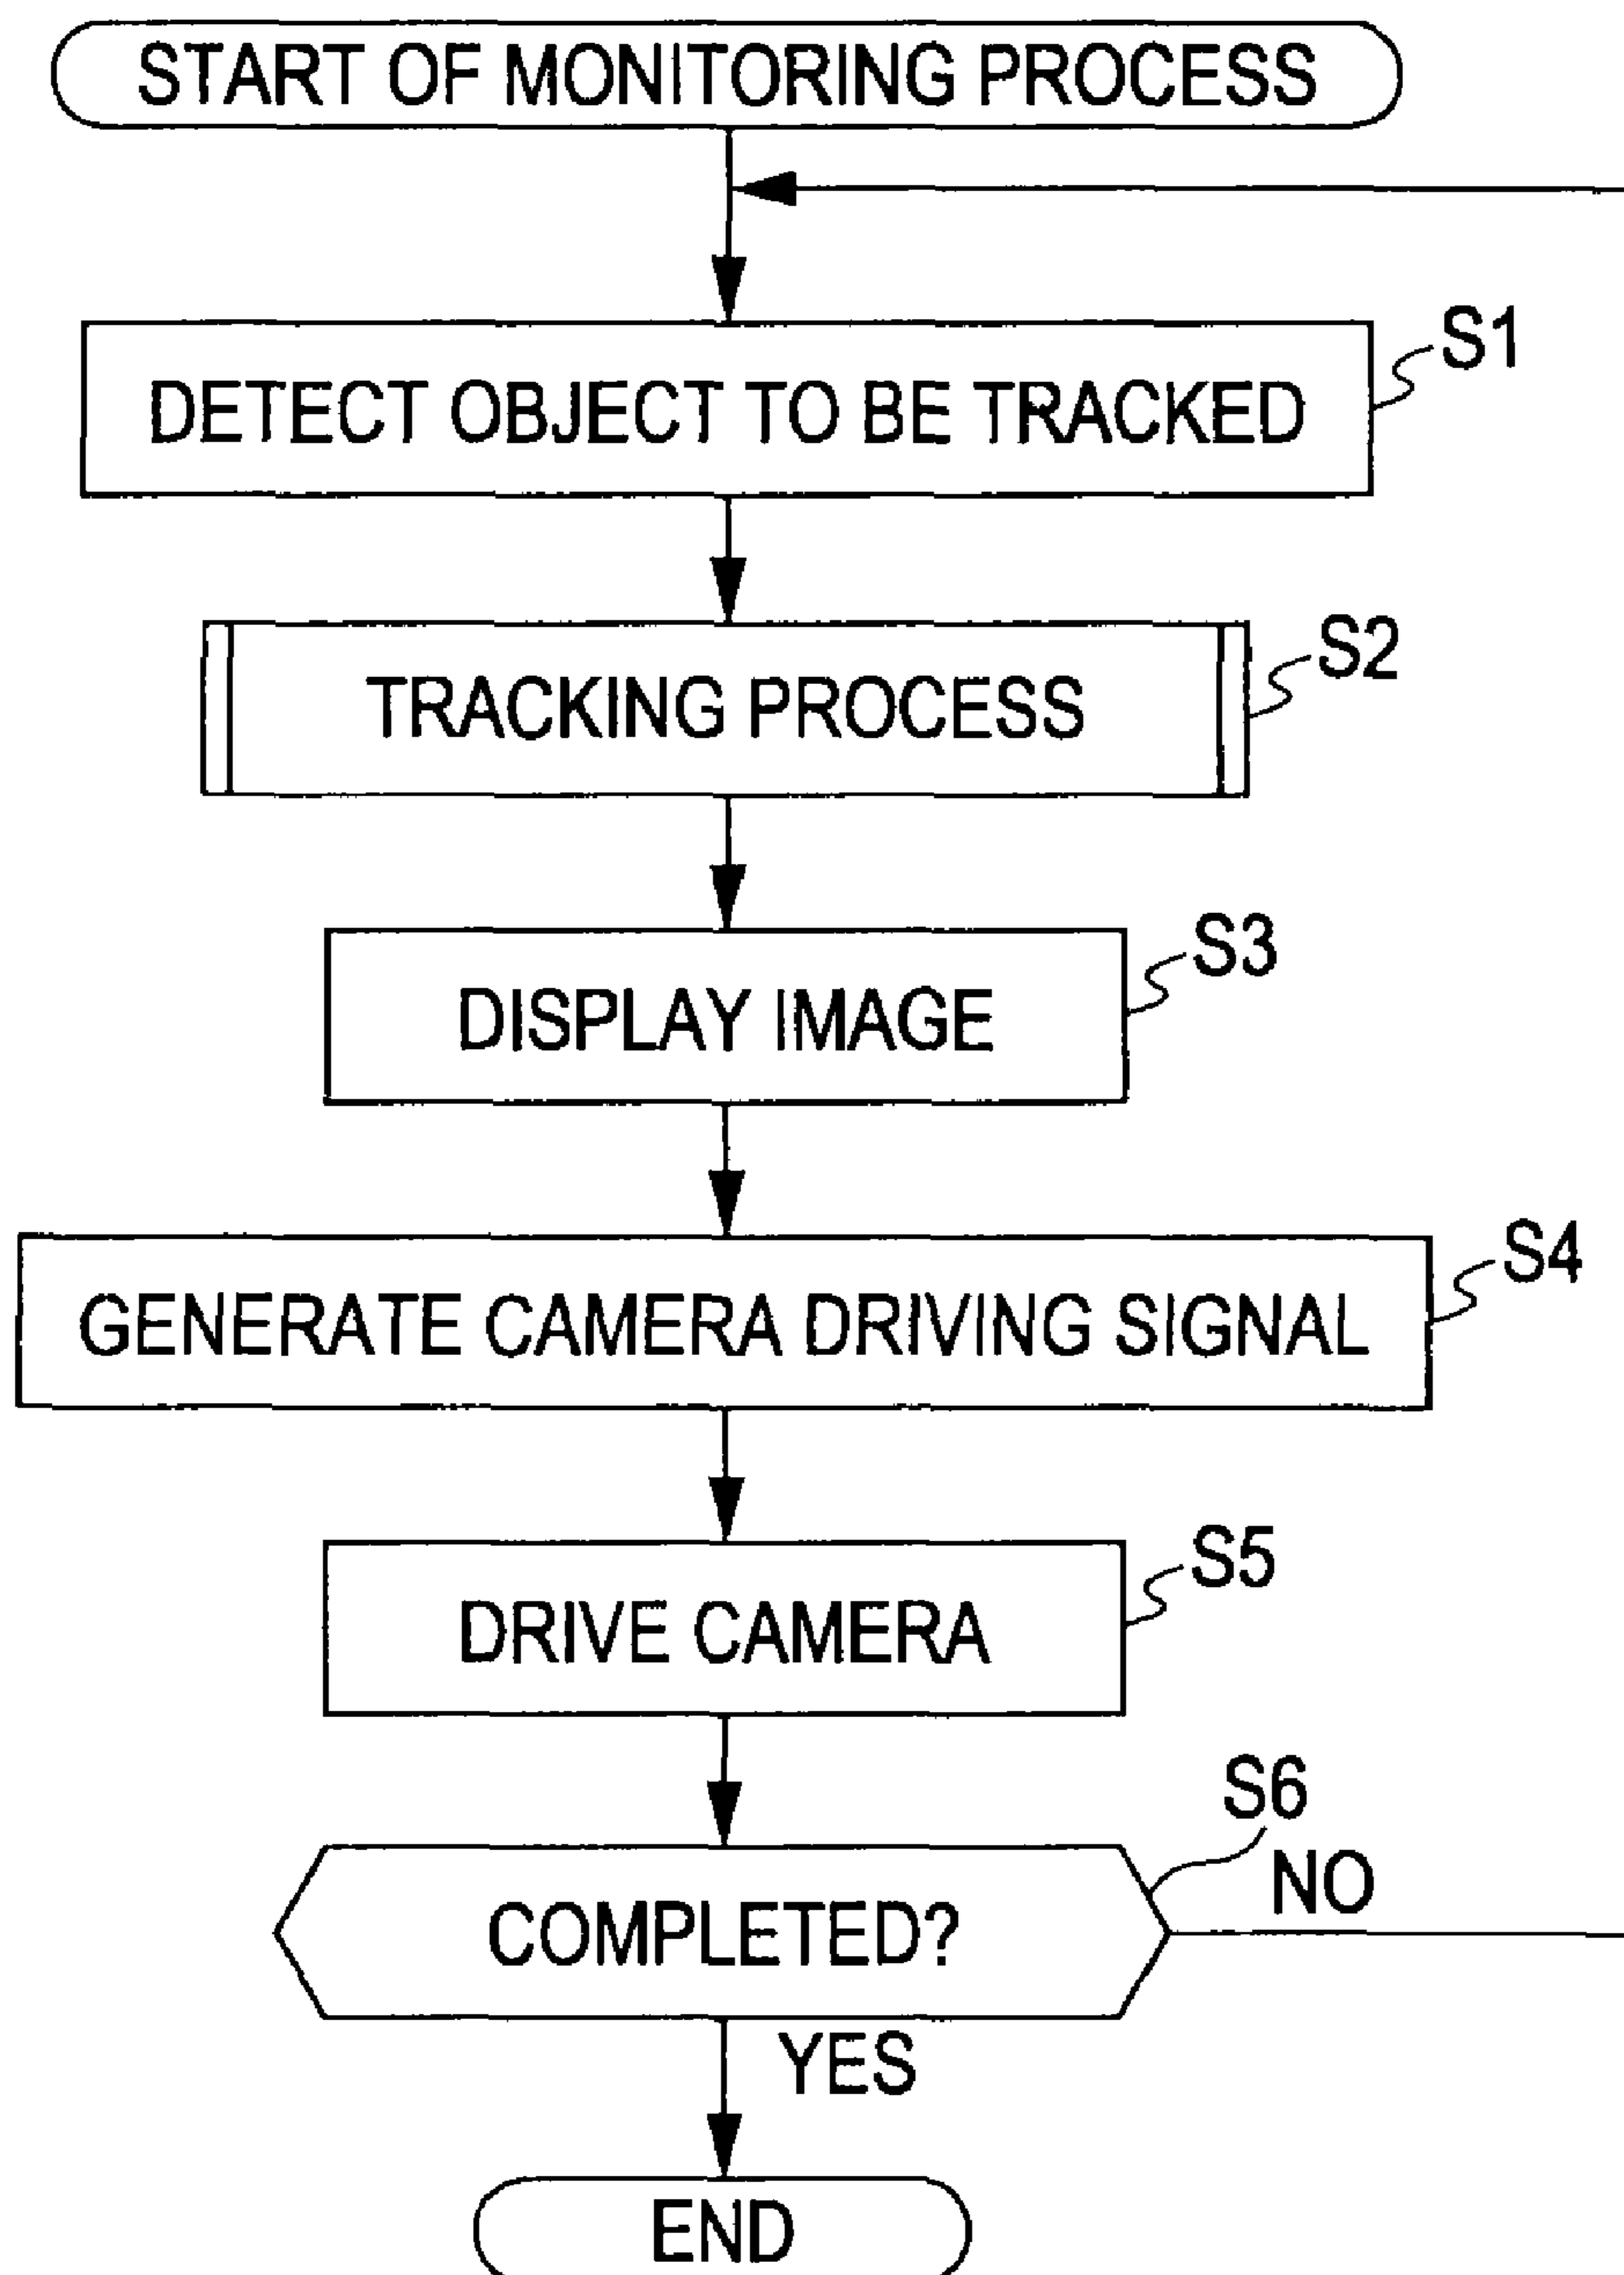 START OF MONITORING PROCESS
S1
DETECT OBJECT TO BE TRACKED
S2
TRACKING PROCESS
S3
DISPLAY IMAGE
S4
GENERATE CAMERA DRIVING SIGNAL
S5
DRIVE CAMERA
S6
NO
COMPLETED?
YES
END